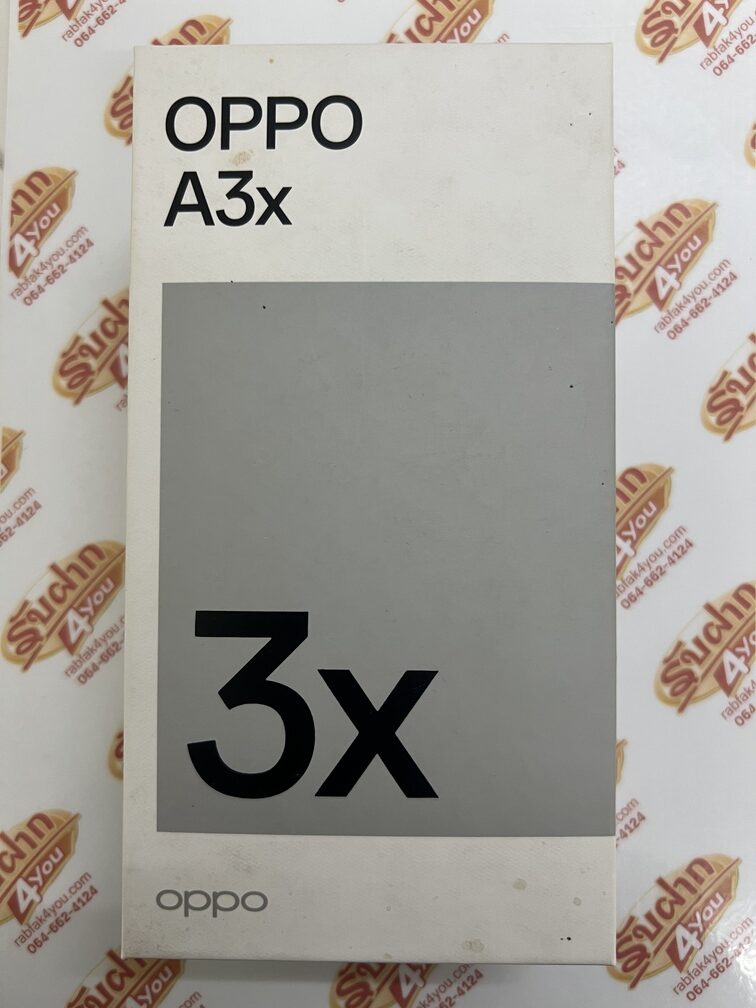 OPPO
A3x
3x
oppo
รับฝาก
4you
rabfak4you.com
064-662-4124